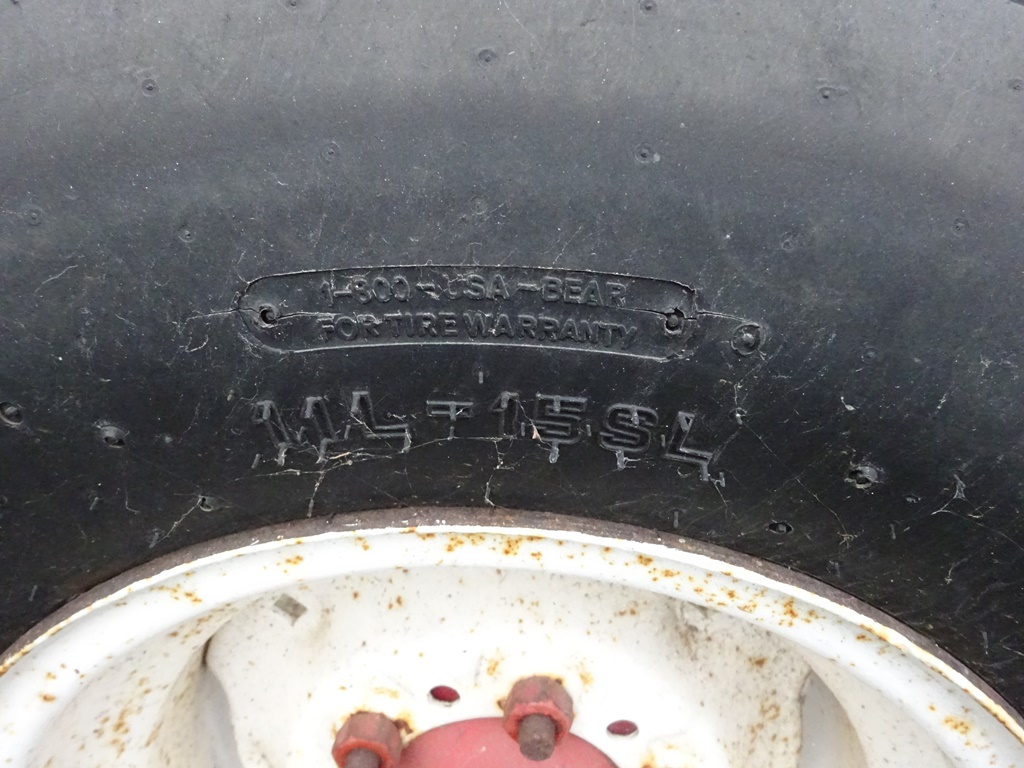 1-800-USA-BEAR
FOR TIRE WARRANTY
11L-15SL